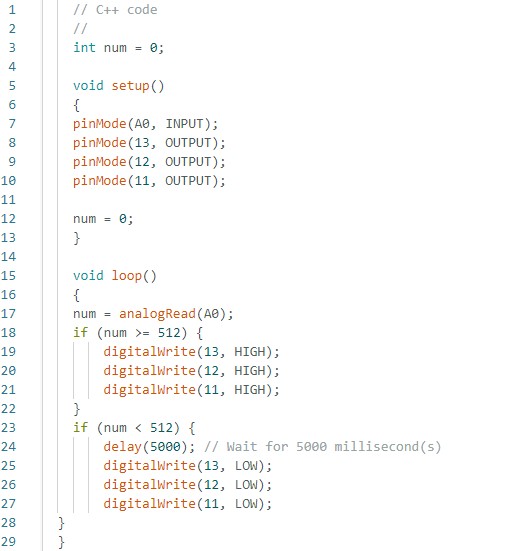 1 // C++ code
2 //
3 int num = 0;
4
5 void setup()
6 {
7 pinMode(A0, INPUT);
8 pinMode(13, OUTPUT);
9 pinMode(12, OUTPUT);
10 pinMode(11, OUTPUT);
11
12 num = 0;
13 }
14
15 void loop()
16 {
17 num = analogRead(A0);
18 if (num >= 512) {
19 digitalWrite(13, HIGH);
20 digitalWrite(12, HIGH);
21 digitalWrite(11, HIGH);
22 }
23 if (num < 512) {
24 delay(5000); // Wait for 5000 millisecond(s)
25 digitalWrite(13, LOW);
26 digitalWrite(12, LOW);
27 digitalWrite(11, LOW);
28 }
29 }